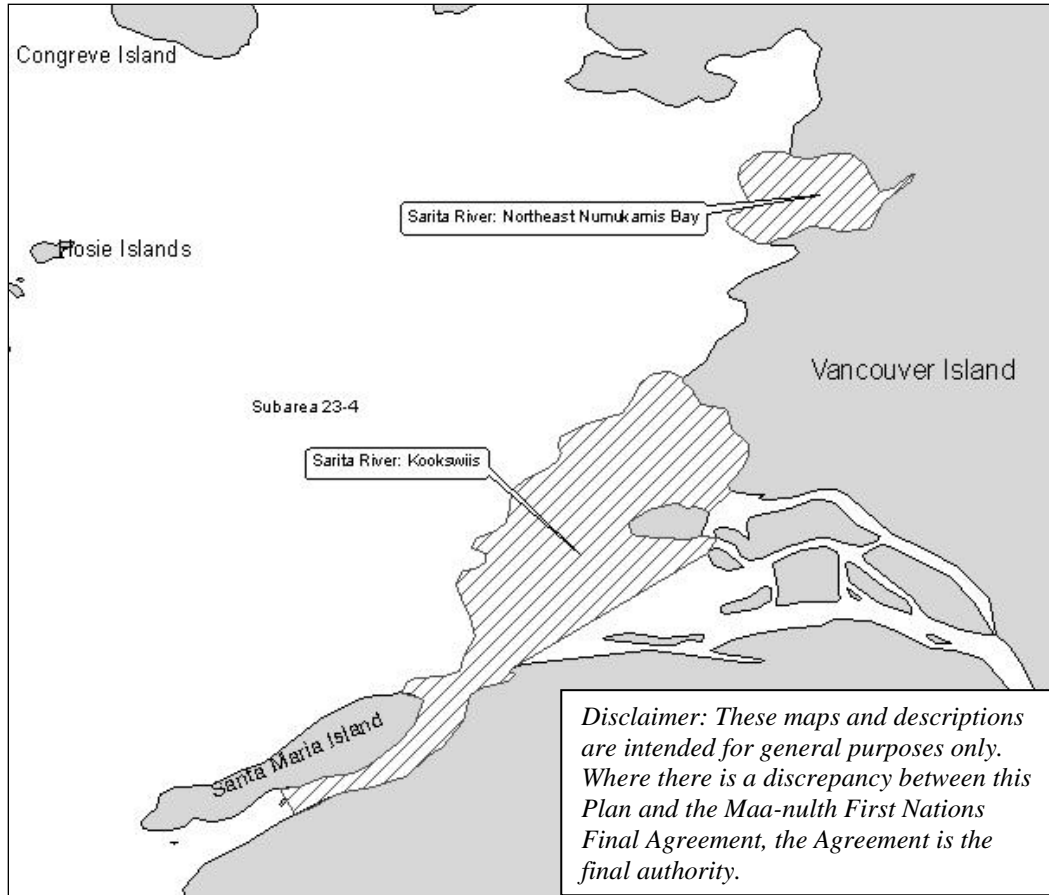 Congreve Island
Sarita River: Northeast Numukamis Bay
Hosie Islands
Vancouver Island
Subarea 23-4
Sarita River: Kookswiis
Santa Maria Island
Disclaimer: These maps and descriptions
are intended for general purposes only.
Where there is a discrepancy between this
Plan and the Maa-nulth First Nations
Final Agreement, the Agreement is the
final authority.